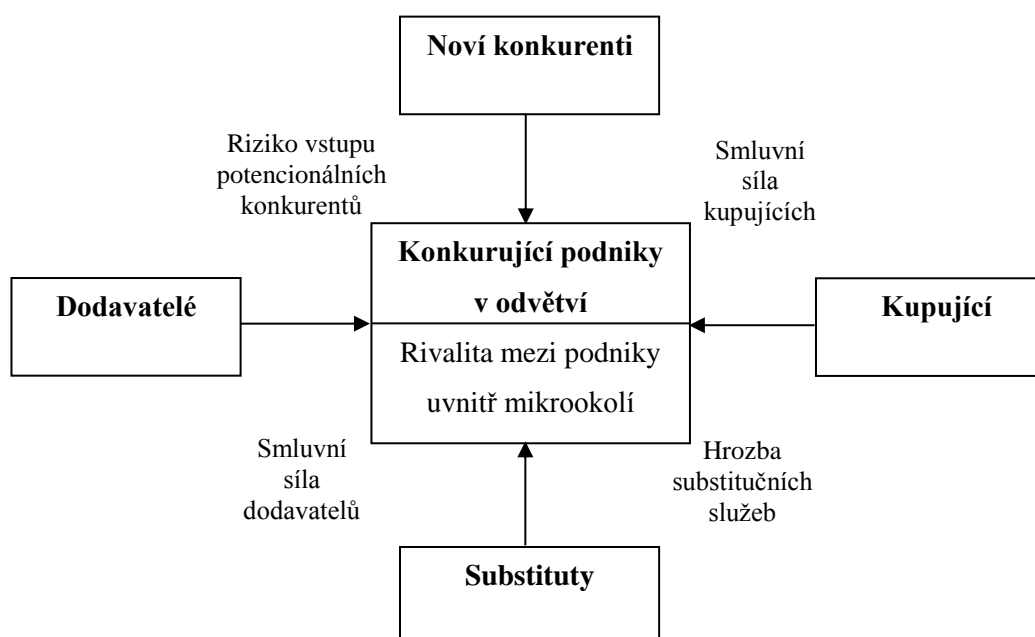 Noví konkurenti
Riziko vstupu
potencionálních
konkurentů
Smluvní
síla
kupujících
Dodavatelé
Konkurující podniky
v odvětví
Rivalita mezi podniky
uvnitř mikrookolí
Kupující
Smluvní
síla
dodavatelů
Hrozba
substitučních
služeb
Substituty